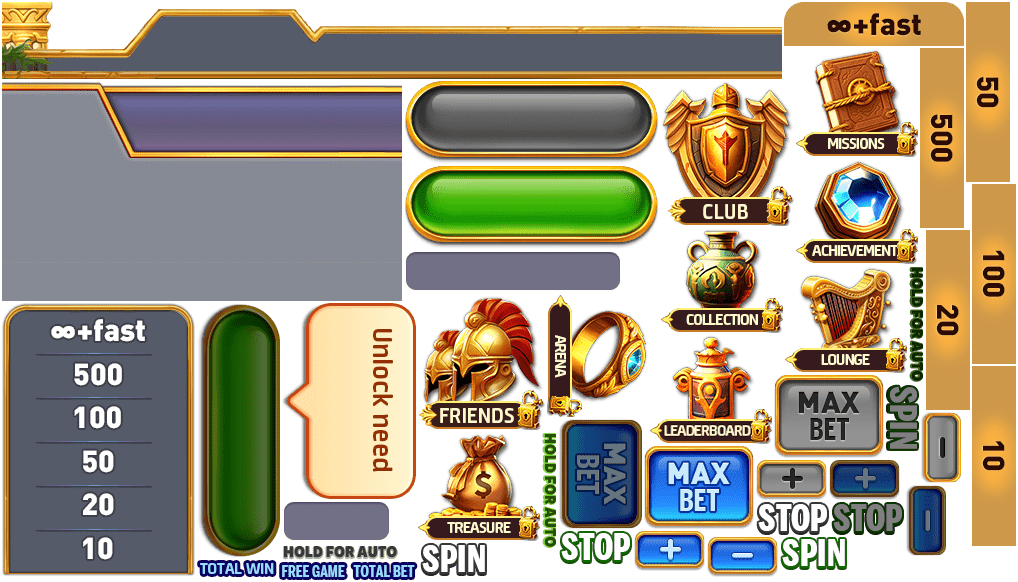 ∞+fast
50
500
MISSIONS
CLUB
ACHIEVEMENT
100
20
COLLECTION
HOLD FOR AUTO
∞+fast
500
100
50
20
10
Unlock need
ARENA
FRIENDS
LOUNGE
LEADERBOARD
MAX
BET
SPIN
10
HOLD FOR AUTO
MAX
BET
MAX
BET
+
+
−
−
TREASURE
STOP
STOP
HOLD FOR AUTO
SPIN
STOP
+
−
SPIN
TOTAL WIN
FREE GAME
TOTAL BET